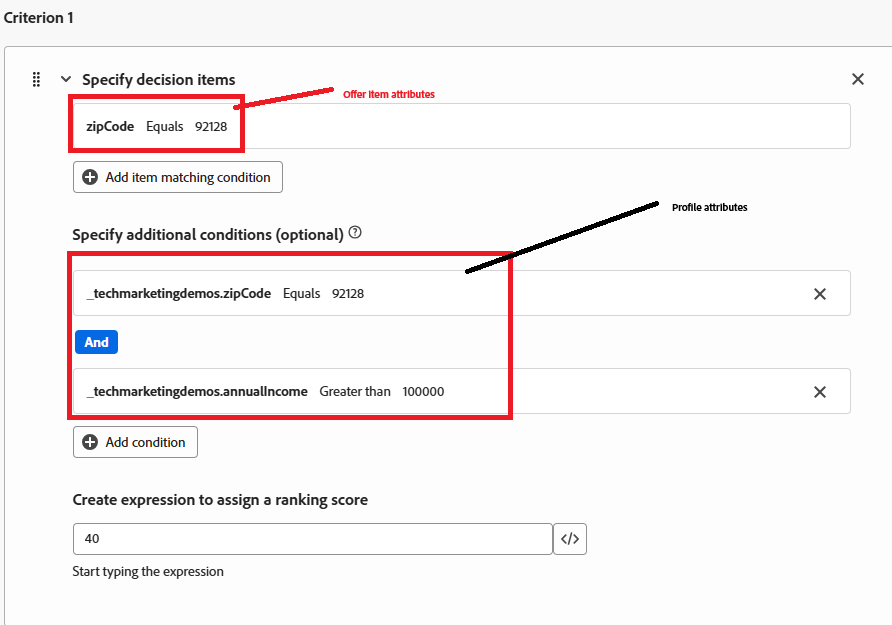 Criterion 1
Specify decision items
Offer Item attributes
zipCode Equals 92128
Add item matching condition
Profile attributes
Specify additional conditions (optional) ?
_techmarketingdemos.zipCode Equals 92128
And
_techmarketingdemos.annualIncome Greater than 100000
Add condition
Create expression to assign a ranking score
40 </>
Start typing the expression